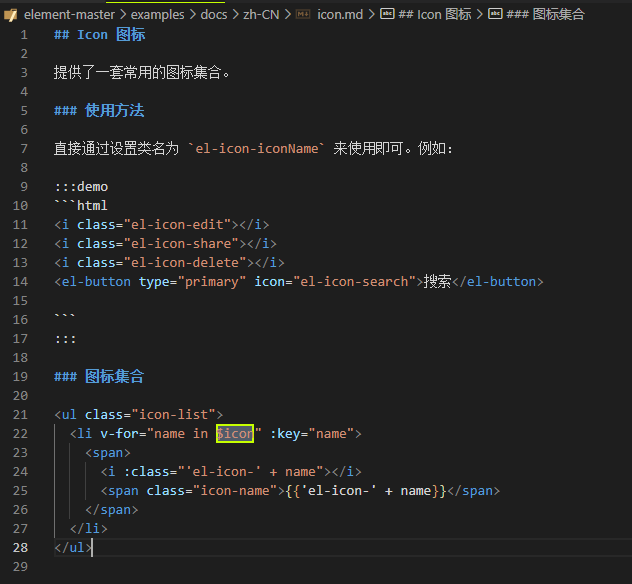 element-master > examples > docs > zh-CN > icon.md > ## Icon 图标 > ### 图标集合
1 ## Icon 图标
2
3 提供了一套常用的图标集合。
4
5 ### 使用方法
6
7 直接通过设置类名为 `el-icon-iconName` 来使用即可。例如:
8
9 :::demo
10 ```html
11 <i class="el-icon-edit"></i>
12 <i class="el-icon-share"></i>
13 <i class="el-icon-delete"></i>
14 <el-button type="primary" icon="el-icon-search">搜索</el-button>
15
16 ```
17 :::
18
19 ### 图标集合
20
21 <ul class="icon-list">
22   <li v-for="name in $icon" :key="name">
23     <span>
24       <i :class="'el-icon-' + name"></i>
25       <span class="icon-name">{{'el-icon-' + name}}</span>
26     </span>
27   </li>
28 </ul>
29